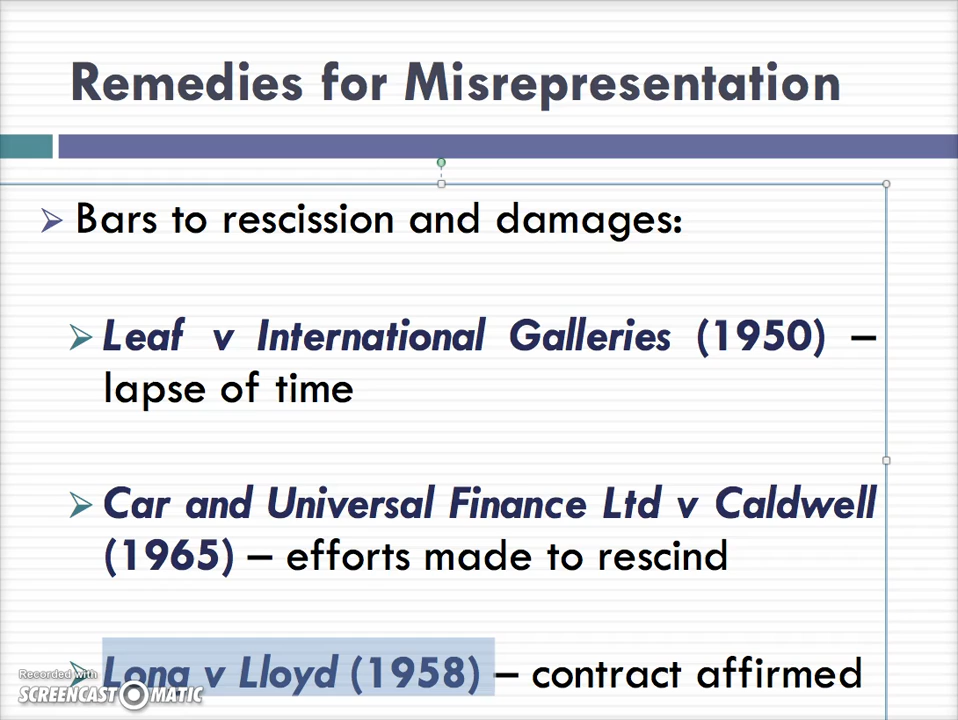 Remedies for Misrepresentation
Bars to rescission and damages:
Leaf v International Galleries (1950) –
lapse of time
Car and Universal Finance Ltd v Caldwell
(1965) – efforts made to rescind
Long v Lloyd (1958) – contract affirmed
Recorded with
SCREENCAST MATIC